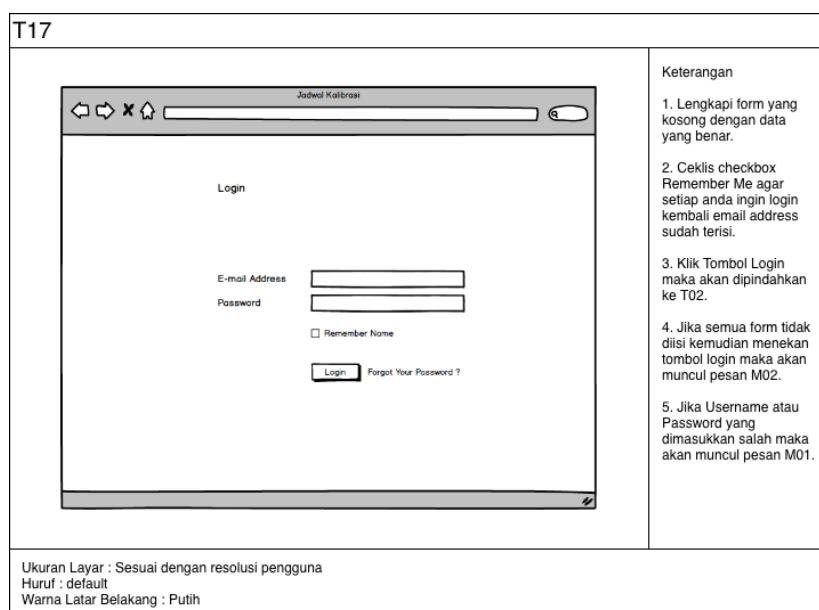 T17
Jadwal Kalibrasi
Login
E-mail Address
Password
Remember Name
Login Forgot Your Password ?
Keterangan
1. Lengkapi form yang
kosong dengan data
yang benar.
2. Ceklis checkbox
Remember Me agar
setiap anda ingin login
kembali email address
sudah terisi.
3. Klik Tombol Login
maka akan dipindahkan
ke T02.
4. Jika semua form tidak
diisi kemudian menekan
tombol login maka akan
muncul pesan M02.
5. Jika Username atau
Password yang
dimasukkan salah maka
akan muncul pesan M01.
Ukuran Layar : Sesuai dengan resolusi pengguna
Huruf : default
Warna Latar Belakang : Putih